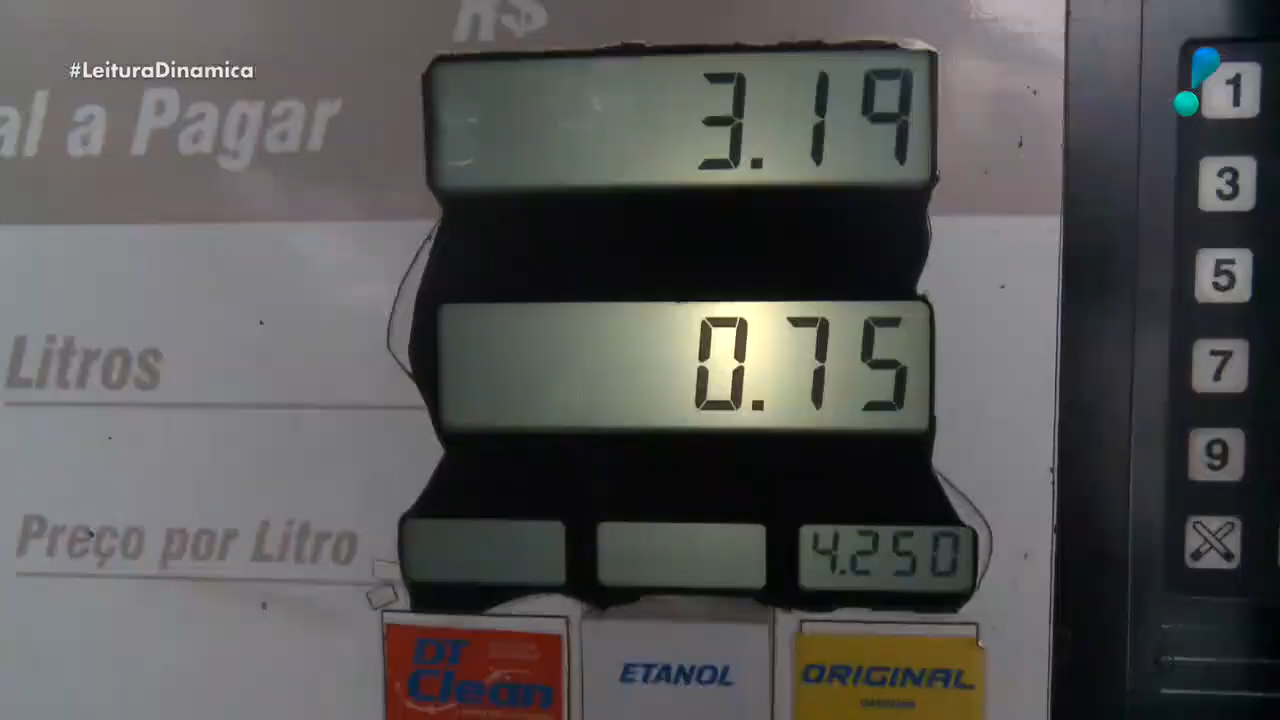 R$
#LeituraDinamica
al a Pagar
3.19
1
3
5
Litros
0.75
7
9
Preço por Litro
4.250
DT
Clean
ETANOL
ORIGINAL
GASOLINA